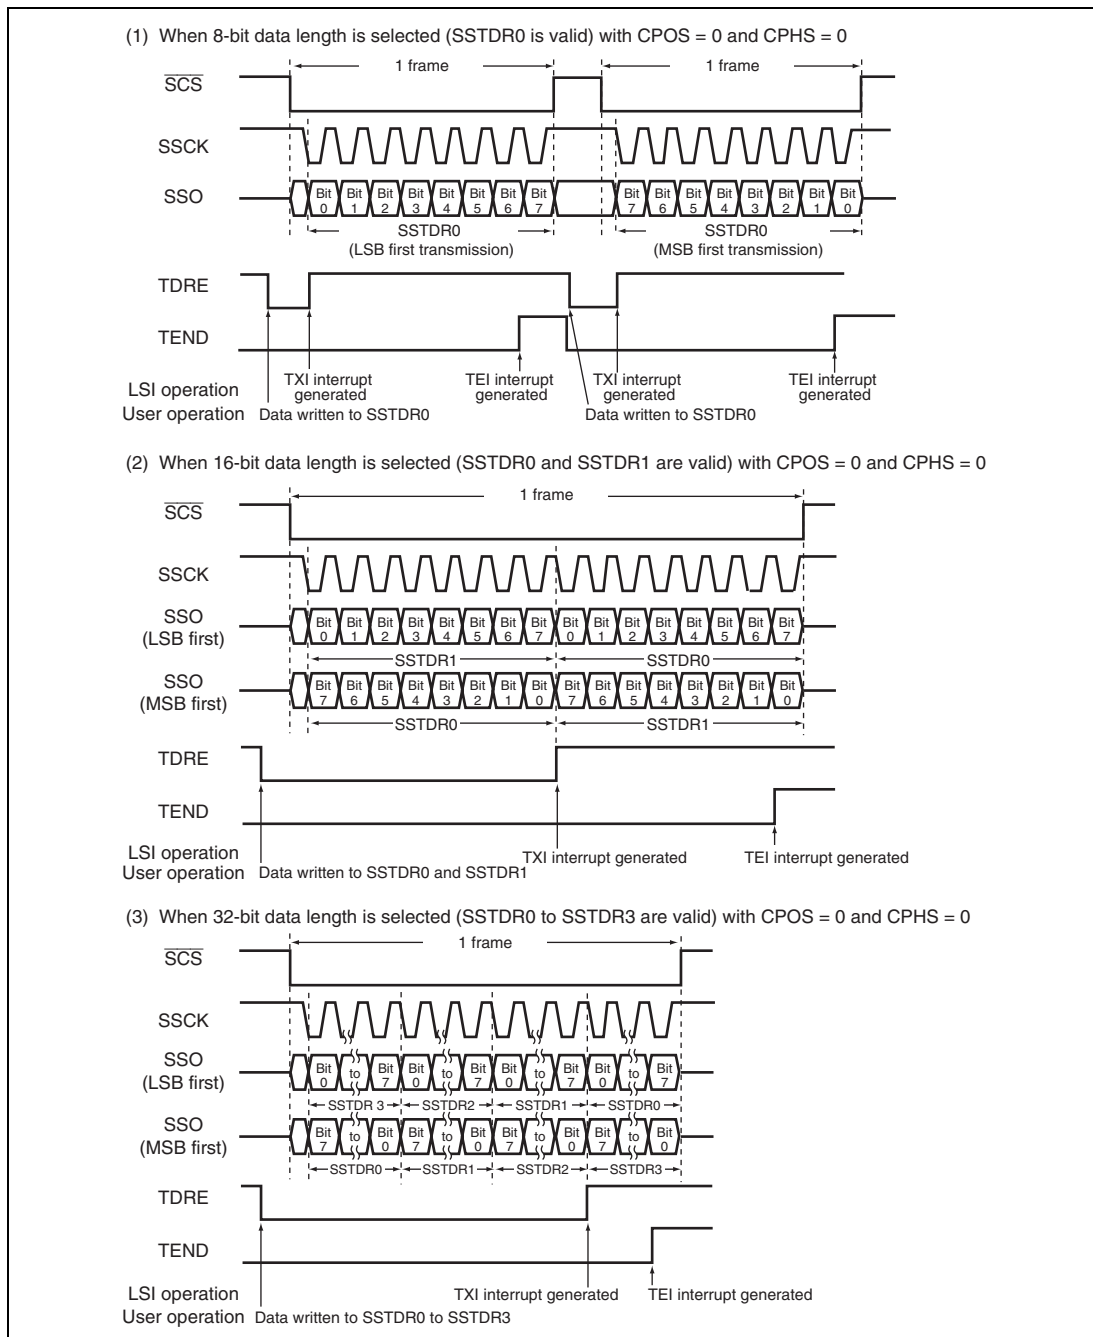 (1) When 8-bit data length is selected (SSTDR0 is valid) with CPOS = 0 and CPHS = 0
1 frame 1 frame
SCS
SSCK
SSO Bit 0 Bit 1 Bit 2 Bit 3 Bit 4 Bit 5 Bit 6 Bit 7 Bit 7 Bit 6 Bit 5 Bit 4 Bit 3 Bit 2 Bit 1 Bit 0
SSTDR0 SSTDR0
(LSB first transmission) (MSB first transmission)
TDRE
TEND
LSI operation TXI interrupt generated TEI interrupt generated TXI interrupt generated TEI interrupt generated
User operation Data written to SSTDR0 Data written to SSTDR0
(2) When 16-bit data length is selected (SSTDR0 and SSTDR1 are valid) with CPOS = 0 and CPHS = 0
1 frame
SCS
SSCK
SSO (LSB first) Bit 0 Bit 1 Bit 2 Bit 3 Bit 4 Bit 5 Bit 6 Bit 7 Bit 0 Bit 1 Bit 2 Bit 3 Bit 4 Bit 5 Bit 6 Bit 7
SSTDR1 SSTDR0
SSO (MSB first) Bit 7 Bit 6 Bit 5 Bit 4 Bit 3 Bit 2 Bit 1 Bit 0 Bit 7 Bit 6 Bit 5 Bit 4 Bit 3 Bit 2 Bit 1 Bit 0
SSTDR0 SSTDR1
TDRE
TEND
LSI operation TXI interrupt generated TEI interrupt generated
User operation Data written to SSTDR0 and SSTDR1
(3) When 32-bit data length is selected (SSTDR0 to SSTDR3 are valid) with CPOS = 0 and CPHS = 0
1 frame
SCS
SSCK
SSO (LSB first) Bit 0 to Bit 7 Bit 0 to Bit 7 Bit 0 to Bit 7 Bit 0 to Bit 7
SSTDR 3 SSTDR2 SSTDR1 SSTDR0
SSO (MSB first) Bit 7 to Bit 0 Bit 7 to Bit 0 Bit 7 to Bit 0 Bit 7 to Bit 0
SSTDR0 SSTDR1 SSTDR2 SSTDR3
TDRE
TEND
LSI operation TXI interrupt generated TEI interrupt generated
User operation Data written to SSTDR0 to SSTDR3